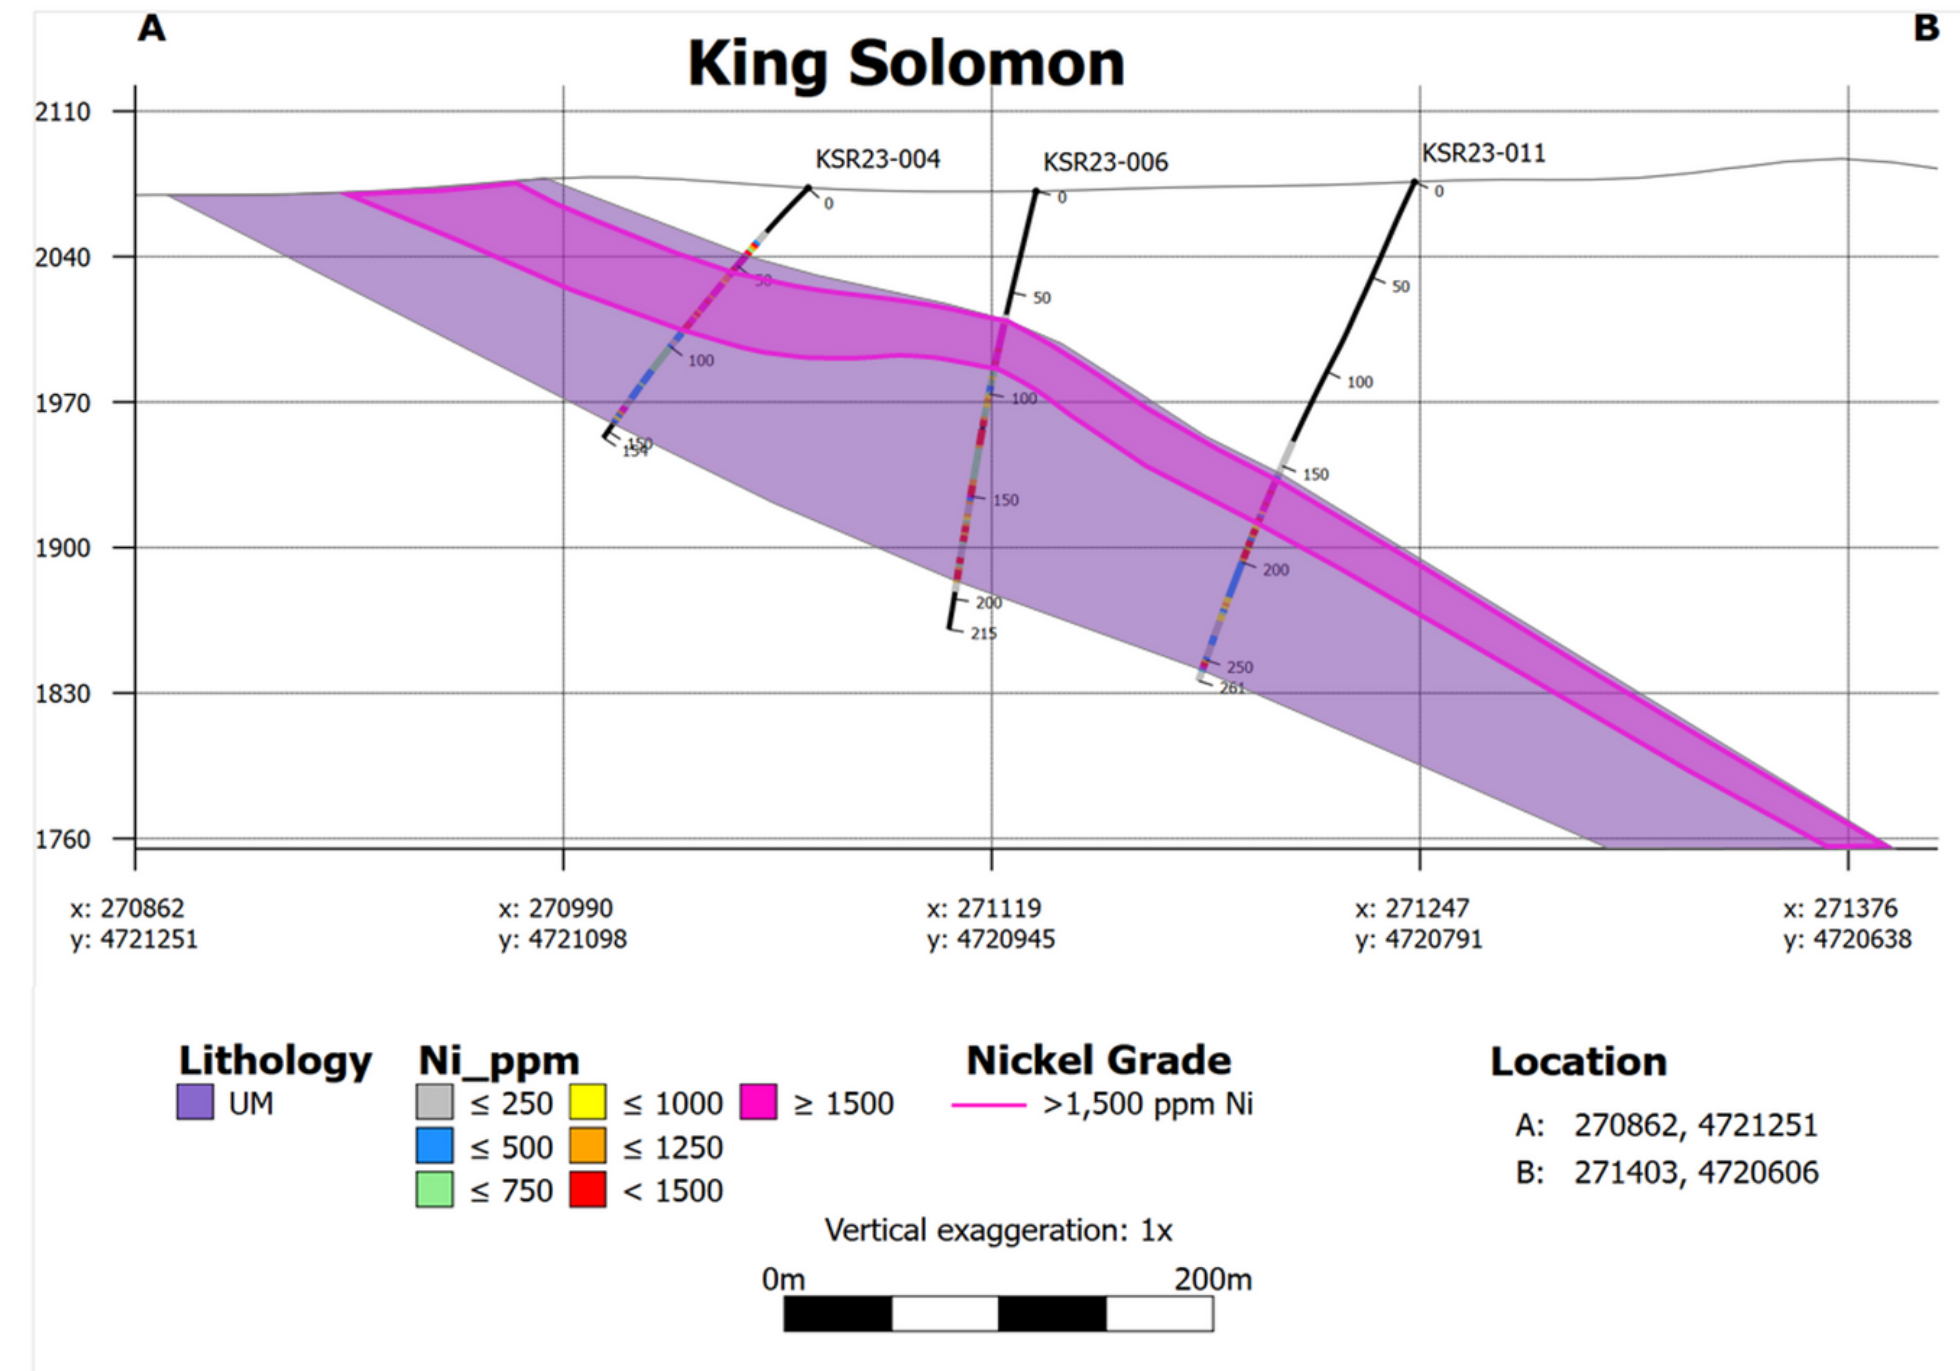 A
B
King Solomon
2110
2040
1970
1900
1830
1760
KSR23-004
0
50
100
150
154
KSR23-006
0
50
100
150
200
215
KSR23-011
0
50
100
150
200
250
261
x: 270862
y: 4721251
x: 270990
y: 4721098
x: 271119
y: 4720945
x: 271247
y: 4720791
x: 271376
y: 4720638
Lithology
UM
Ni_ppm
≤ 250
≤ 500
≤ 750
≤ 1000
≤ 1250
< 1500
≥ 1500
Nickel Grade
>1,500 ppm Ni
Location
A: 270862, 4721251
B: 271403, 4720606
Vertical exaggeration: 1x
0m
200m